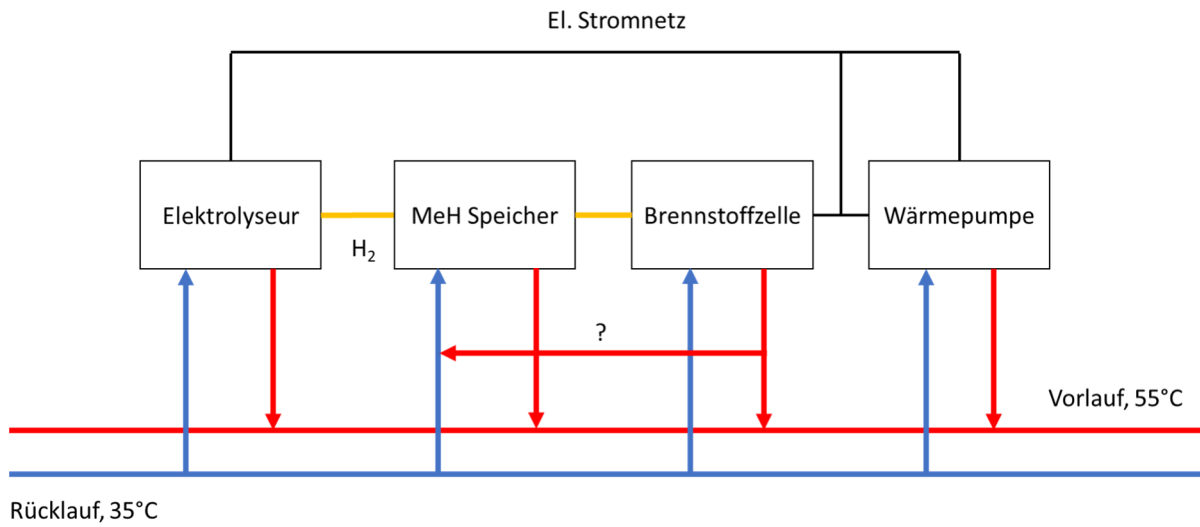 El. Stromnetz
Elektrolyseur
MeH Speicher
Brennstoffzelle
Wärmepumpe
H₂
?
Vorlauf, 55°C
Rücklauf, 35°C